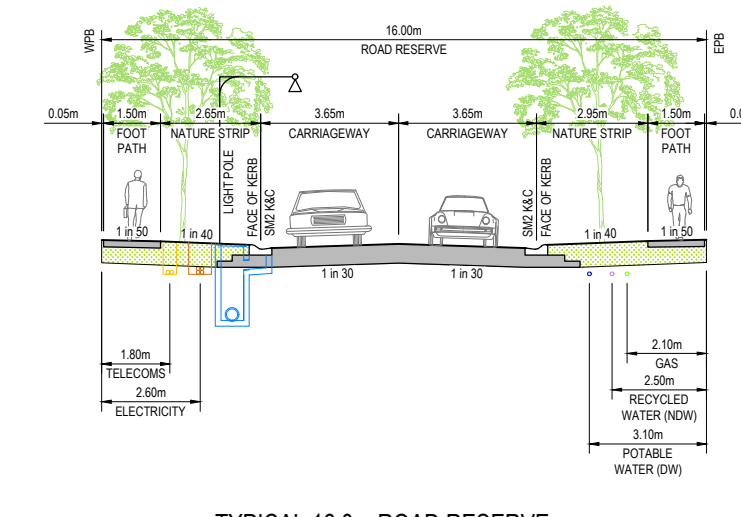 16.00m
ROAD RESERVE
WPB
EPB
0.05m
1.50m
2.65m
3.65m
3.65m
2.95m
1.50m
FOOT
PATH
NATURE STRIP
CARRIAGEWAY
CARRIAGEWAY
NATURE STRIP
FOOT
PATH
LIGHT POLE
FACE OF KERB
SM2 K&C
SM2 K&C
FACE OF KERB
1 in 50
1 in 40
1 in 40
1 in 50
1 in 30
1 in 30
1.80m
TELECOMS
2.60m
ELECTRICITY
2.10m
GAS
2.50m
RECYCLED
WATER (NDW)
3.10m
POTABLE
WATER (DW)